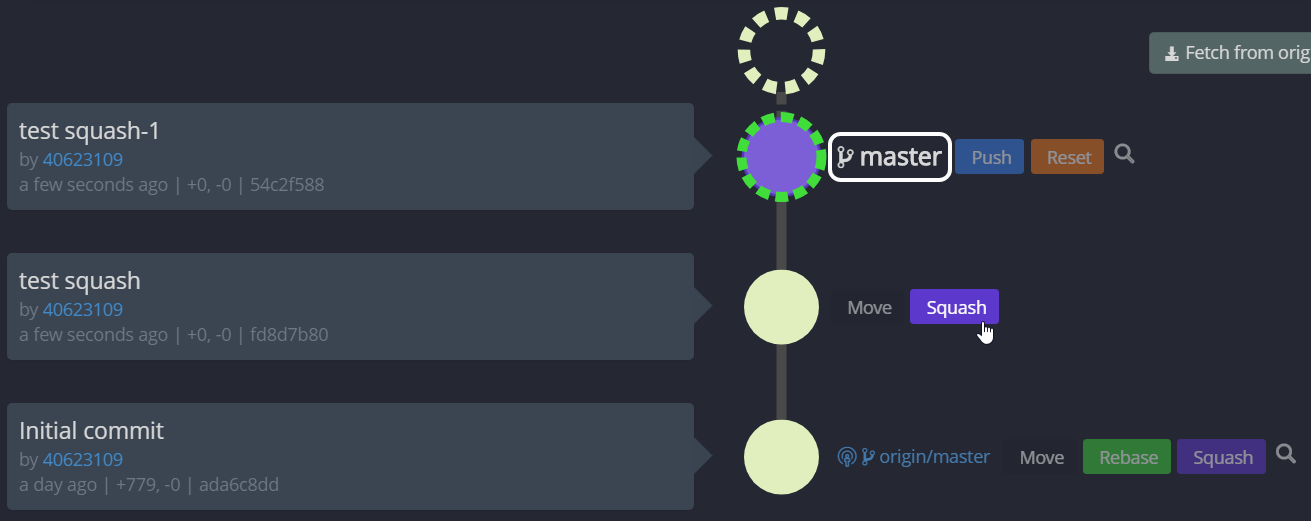 Fetch from orig
test squash-1
by 40623109
a few seconds ago | +0, -0 | 54c2f588
master Push Reset
test squash
by 40623109
a few seconds ago | +0, -0 | fd8d7b80
Move Squash
Initial commit
by 40623109
a day ago | +779, -0 | ada6c8dd
origin/master Move Rebase Squash